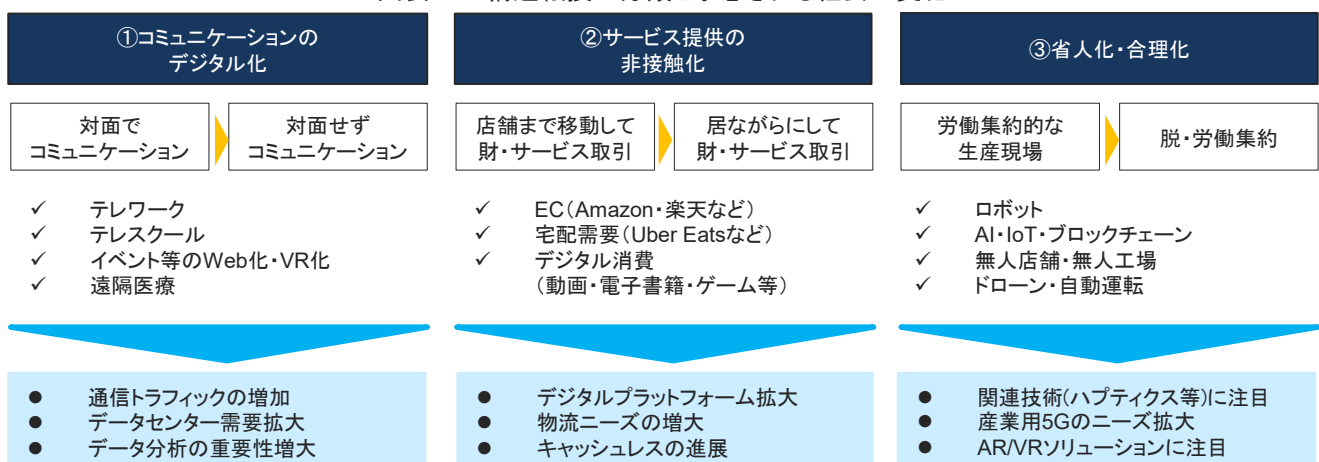 ①コミュニケーションの
デジタル化
対面で
コミュニケーション
対面せず
コミュニケーション
✓ テレワーク
✓ テレスクール
✓ イベント等のWeb化・VR化
✓ 遠隔医療
● 通信トラフィックの増加
● データセンター需要拡大
● データ分析の重要性増大
②サービス提供の
非接触化
店舗まで移動して
財・サービス取引
居ながらにして
財・サービス取引
✓ EC(Amazon・楽天など)
✓ 宅配需要(Uber Eatsなど)
✓ デジタル消費
(動画・電子書籍・ゲーム等)
● デジタルプラットフォーム拡大
● 物流ニーズの増大
● キャッシュレスの進展
③省人化・合理化
労働集約的な
生産現場
脱・労働集約
✓ ロボット
✓ AI・IoT・ブロックチェーン
✓ 無人店舗・無人工場
✓ ドローン・自動運転
● 関連技術(ハプティクス等)に注目
● 産業用5Gのニーズ拡大
● AR/VRソリューションに注目